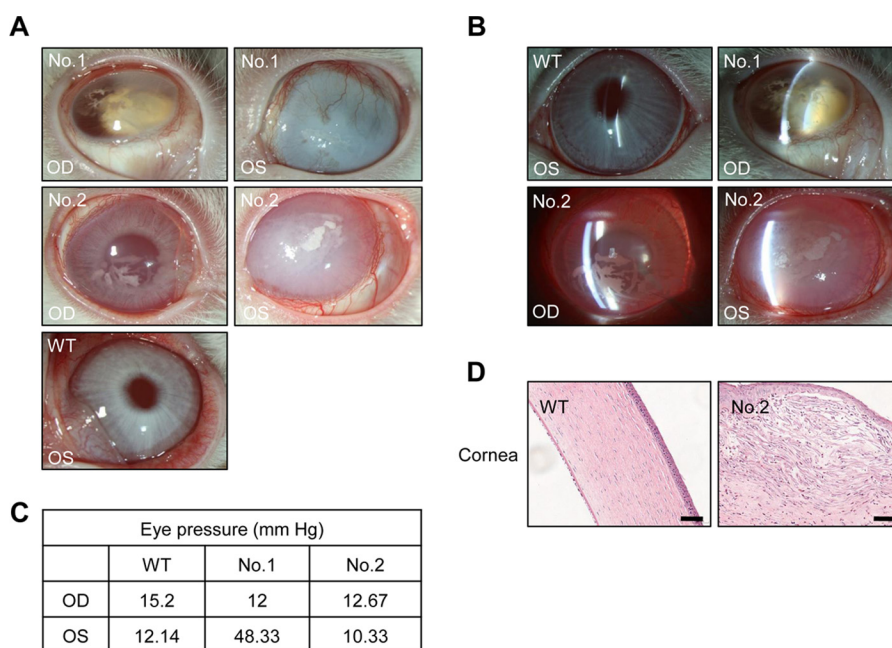 A
No.1
OD
No.1
OS
No.2
OD
No.2
OS
WT
OS
B
WT
OS
No.1
OD
No.2
OD
No.2
OS
C
Eye pressure (mm Hg)
WT No.1 No.2
OD 15.2 12 12.67
OS 12.14 48.33 10.33
D
Cornea
WT
No.2